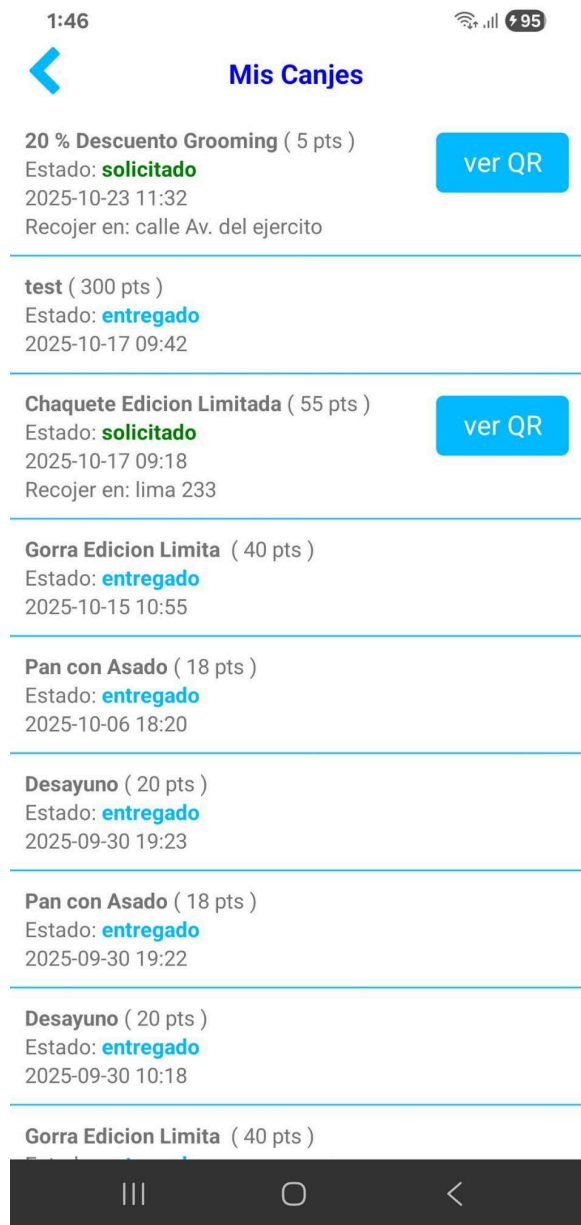 1:46
95
Mis Canjes
20 % Descuento Grooming ( 5 pts )
Estado: solicitado
2025-10-23 11:32
Recojer en: calle Av. del ejercito
ver QR
test ( 300 pts )
Estado: entregado
2025-10-17 09:42
Chaquete Edicion Limitada ( 55 pts )
Estado: solicitado
2025-10-17 09:18
Recojer en: lima 233
ver QR
Gorra Edicion Limita ( 40 pts )
Estado: entregado
2025-10-15 10:55
Pan con Asado ( 18 pts )
Estado: entregado
2025-10-06 18:20
Desayuno ( 20 pts )
Estado: entregado
2025-09-30 19:23
Pan con Asado ( 18 pts )
Estado: entregado
2025-09-30 19:22
Desayuno ( 20 pts )
Estado: entregado
2025-09-30 10:18
Gorra Edicion Limita ( 40 pts )